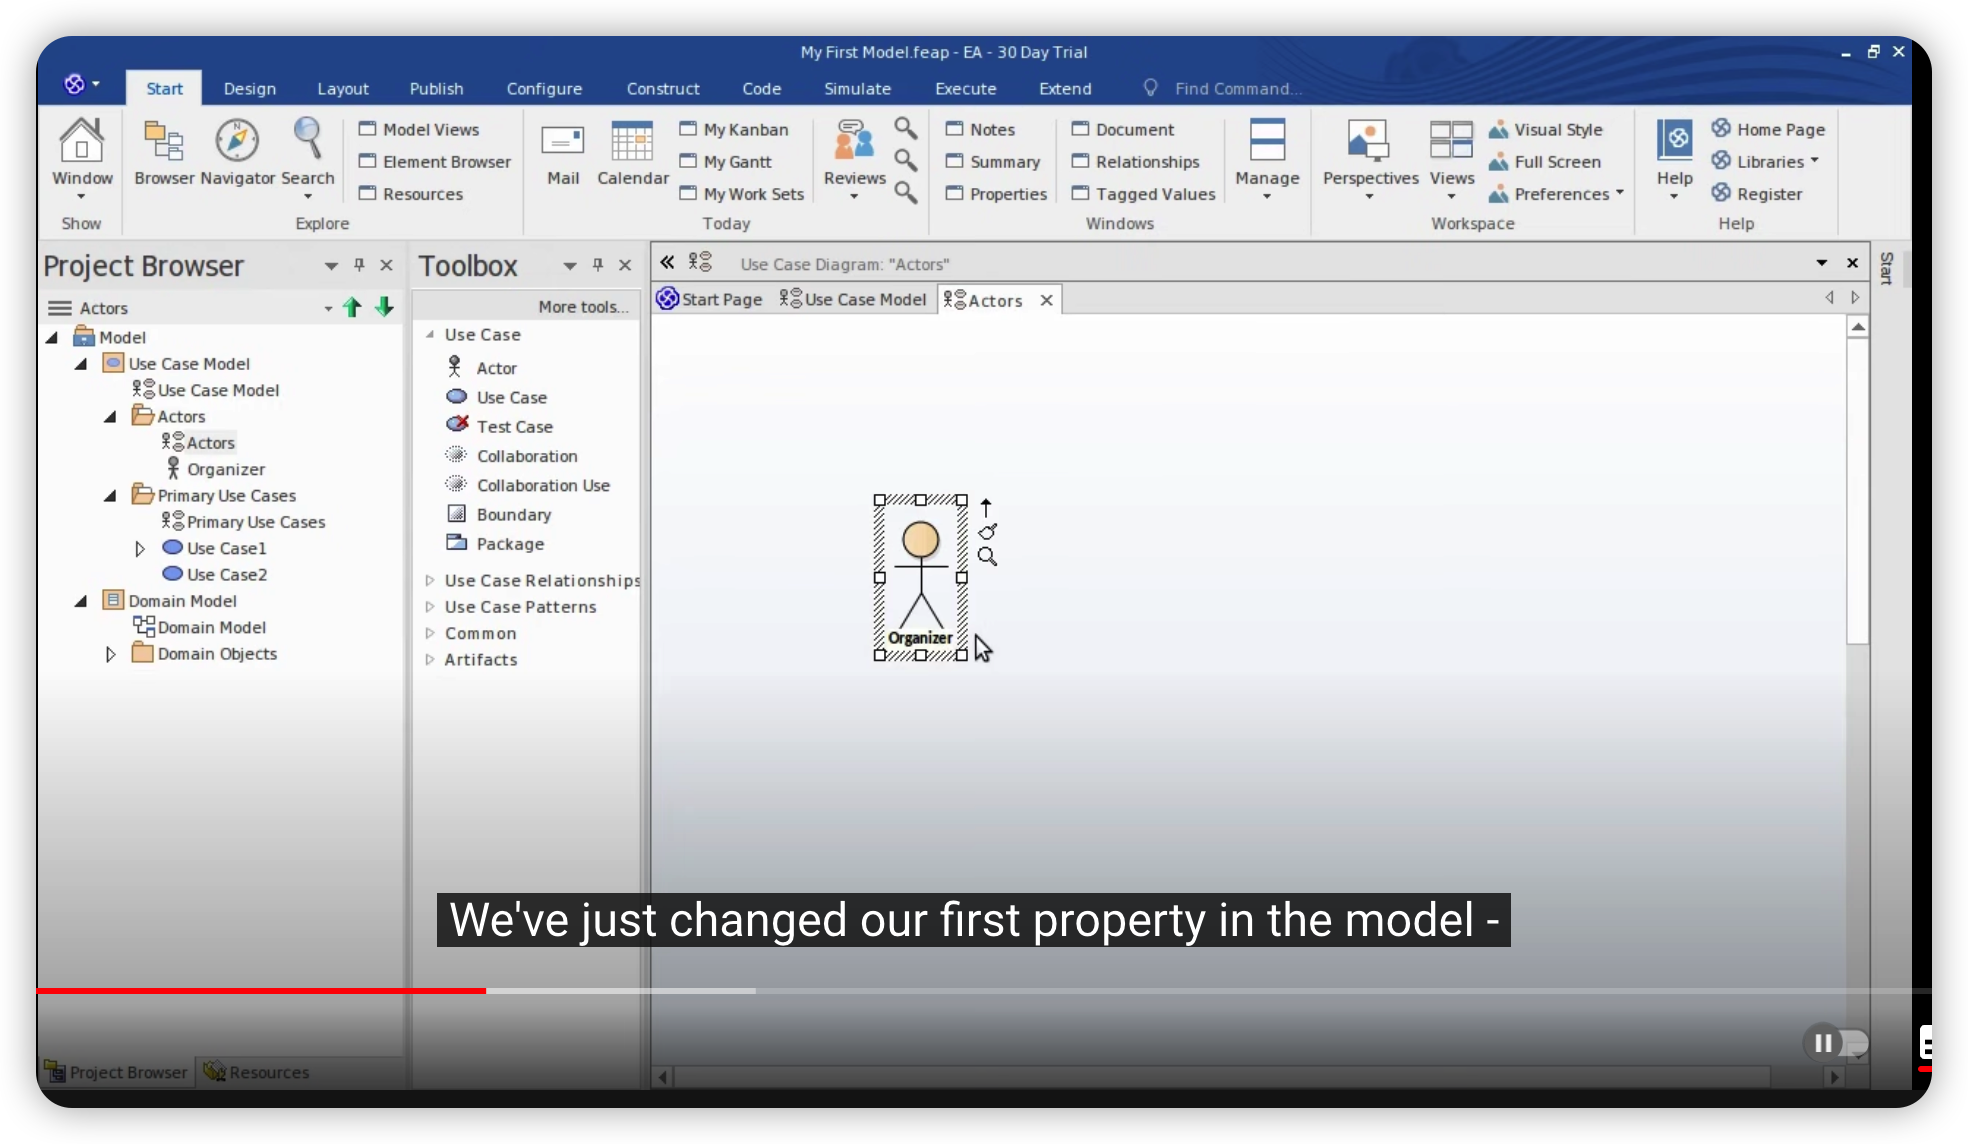 My First Model.feap - EA - 30 Day Trial
Start Design Layout Publish Configure Construct Code Simulate Execute Extend Find Command...
Window
Show
Browser Navigator Search
Model Views
Element Browser
Resources
Explore
Mail Calendar
My Kanban
My Gantt
My Work Sets
Reviews
Today
Notes
Summary
Properties
Document
Relationships
Tagged Values
Manage
Windows
Perspectives Views
Visual Style
Full Screen
Preferences
Workspace
Help
Home Page
Libraries
Register
Help
Project Browser
Actors
Model
Use Case Model
Use Case Model
Actors
Actors
Organizer
Primary Use Cases
Primary Use Cases
Use Case1
Use Case2
Domain Model
Domain Model
Domain Objects
Project Browser Resources
Toolbox
More tools...
Use Case
Actor
Use Case
Test Case
Collaboration
Collaboration Use
Boundary
Package
Use Case Relationships
Use Case Patterns
Common
Artifacts
Use Case Diagram: "Actors"
Start Page Use Case Model Actors
Organizer
Start
We've just changed our first property in the model -